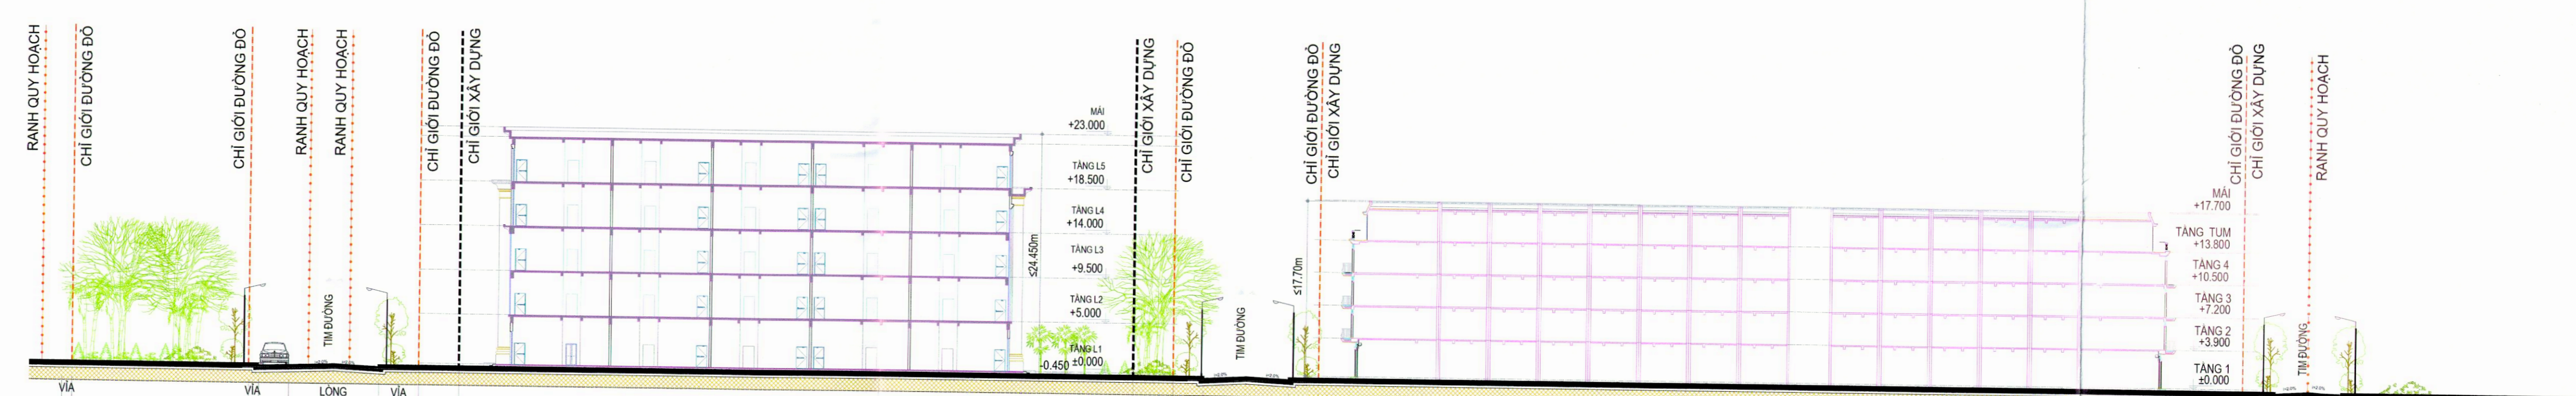 RANH QUY HOẠCH
CHỈ GIỚI ĐƯỜNG ĐỎ
CHỈ GIỚI ĐƯỜNG ĐỎ
RANH QUY HOẠCH
RANH QUY HOẠCH
CHỈ GIỚI ĐƯỜNG ĐỎ
CHỈ GIỚI XÂY DỰNG
TIM ĐƯỜNG
VỈA
VỈA
LÒNG
VỈA
MÁI
+23.000
TẦNG L5
+18.500
TẦNG L4
+14.000
TẦNG L3
+9.500
TẦNG L2
+5.000
TẦNG L1
±0.000
-0.450
≤24.450m
CHỈ GIỚI XÂY DỰNG
CHỈ GIỚI ĐƯỜNG ĐỎ
TIM ĐƯỜNG
≤17.70m
CHỈ GIỚI ĐƯỜNG ĐỎ
CHỈ GIỚI XÂY DỰNG
MÁI
+17.700
TẦNG TUM
+13.800
TẦNG 4
+10.500
TẦNG 3
+7.200
TẦNG 2
+3.900
TẦNG 1
±0.000
CHỈ GIỚI ĐƯỜNG ĐỎ
CHỈ GIỚI XÂY DỰNG
RANH QUY HOẠCH
TIM ĐƯỜNG